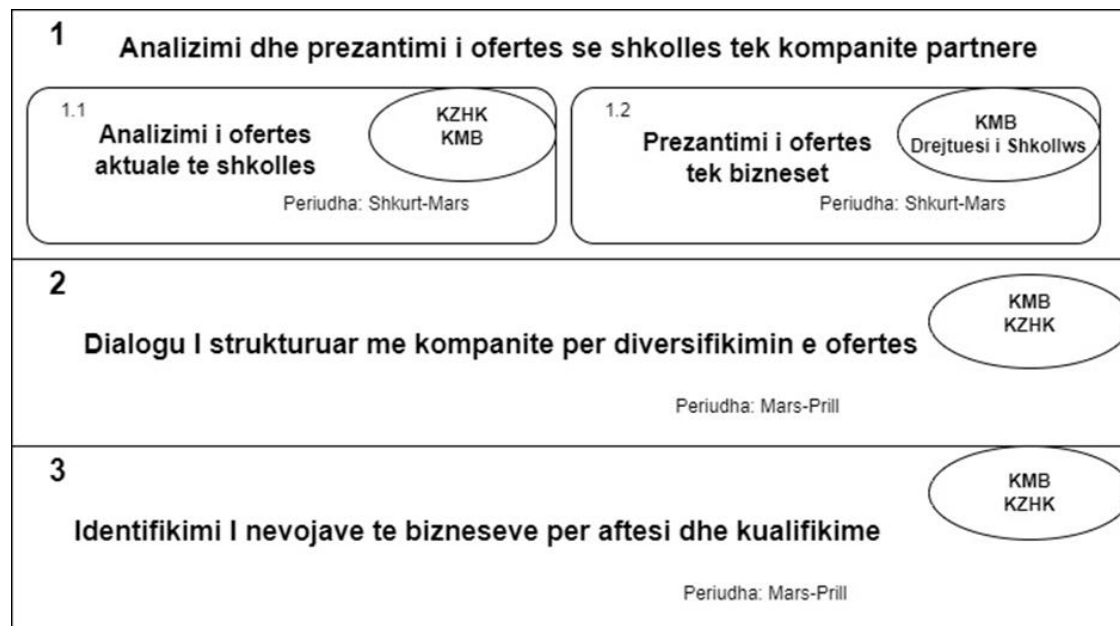 1
Analizimi dhe prezantimi i ofertes se shkolles tek kompanite partnere
1.1
Analizimi i ofertes
aktuale te shkolles
KZHK
KMB
Periudha: Shkurt-Mars
1.2
Prezantimi i ofertes
tek bizneset
KMB
Drejtuesi i Shkollws
Periudha: Shkurt-Mars
2
Dialogu I strukturuar me kompanite per diversifikimin e ofertes
KMB
KZHK
Periudha: Mars-Prill
3
Identifikimi I nevojave te bizneseve per aftesi dhe kualifikime
KMB
KZHK
Periudha: Mars-Prill